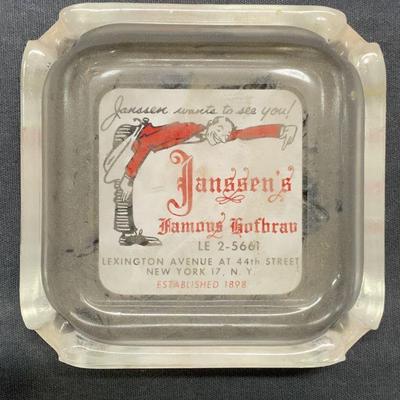 Janssen wants to see you!
Janssen's
Famous Hofbrau
LE 2-5661
LEXINGTON AVENUE AT 44th STREET
NEW YORK 17, N. Y.
ESTABLISHED 1898